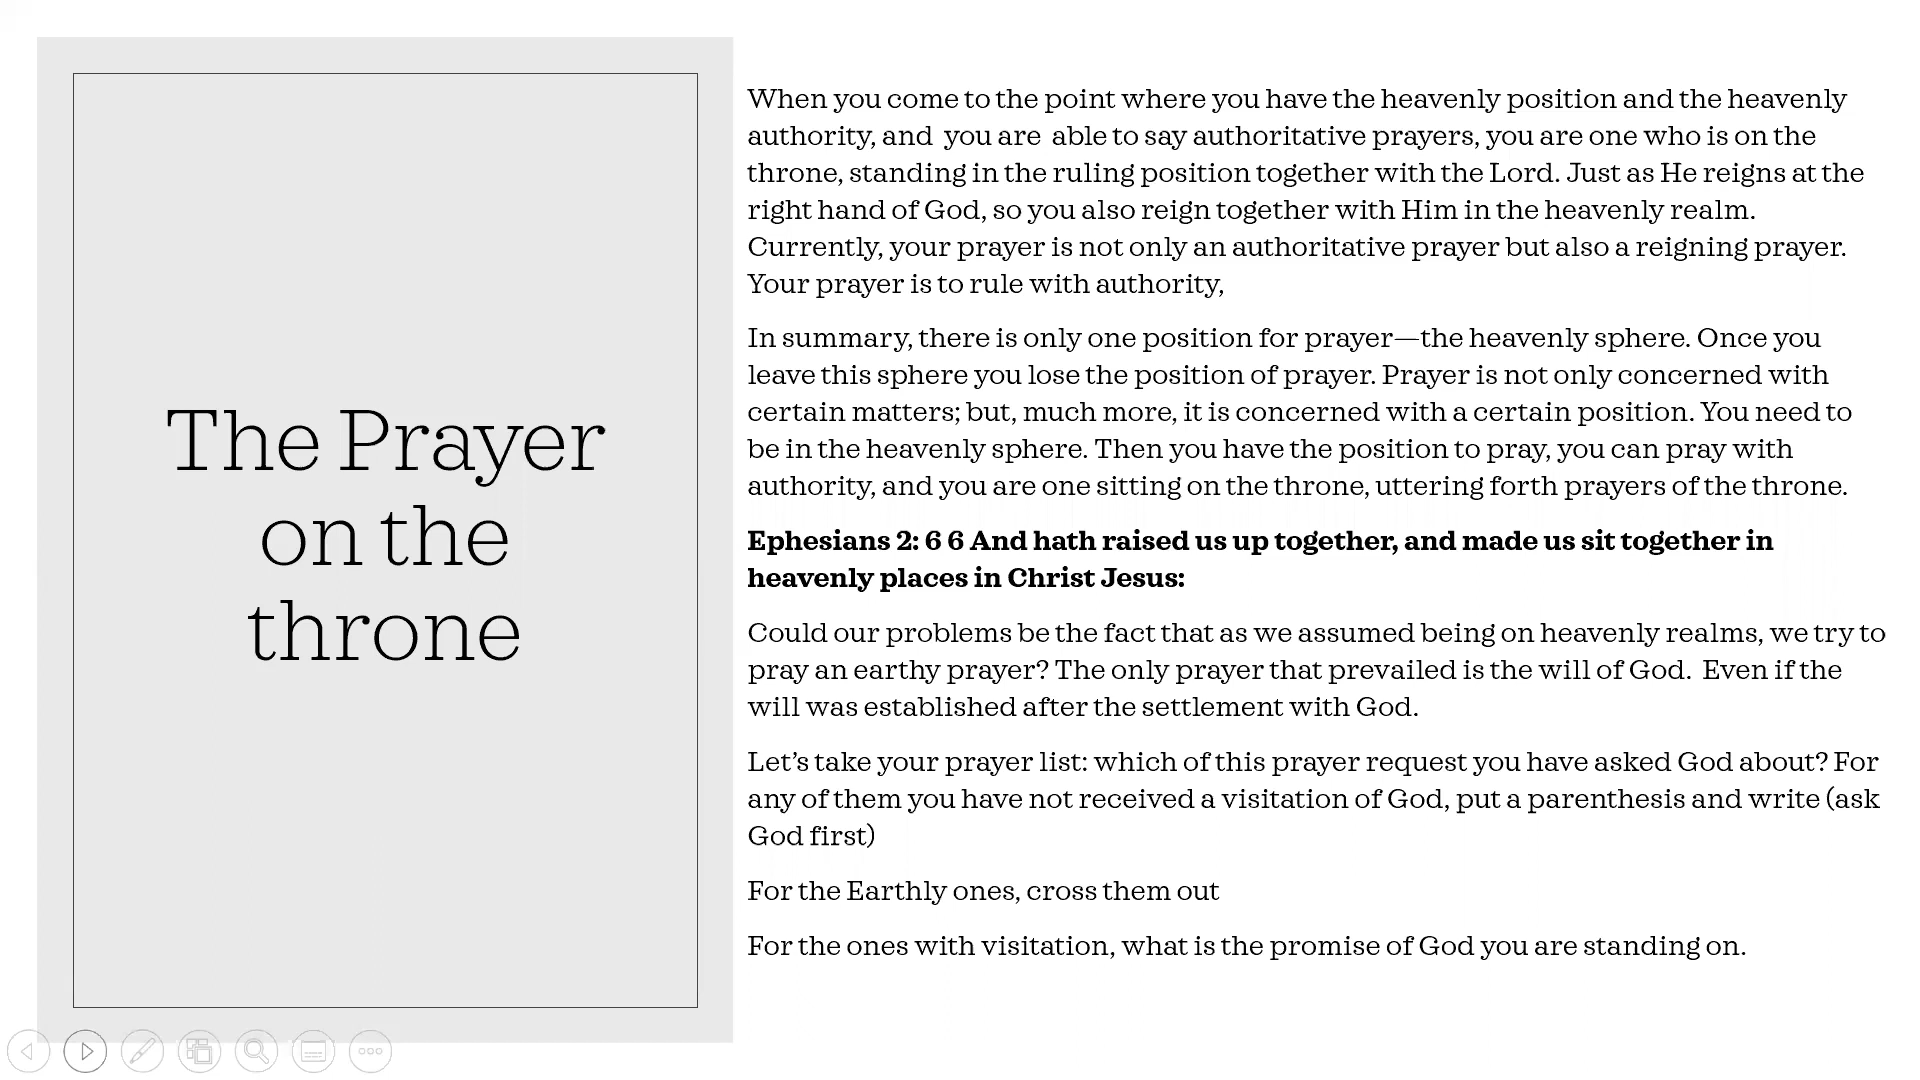 The Prayer
on the
throne
When you come to the point where you have the heavenly position and the heavenly
authority, and  you are  able to say authoritative prayers, you are one who is on the
throne, standing in the ruling position together with the Lord. Just as He reigns at the
right hand of God, so you also reign together with Him in the heavenly realm.
Currently, your prayer is not only an authoritative prayer but also a reigning prayer.
Your prayer is to rule with authority,
In summary, there is only one position for prayer—the heavenly sphere. Once you
leave this sphere you lose the position of prayer. Prayer is not only concerned with
certain matters; but, much more, it is concerned with a certain position. You need to
be in the heavenly sphere. Then you have the position to pray, you can pray with
authority, and you are one sitting on the throne, uttering forth prayers of the throne.
Ephesians 2: 6 6 And hath raised us up together, and made us sit together in
heavenly places in Christ Jesus:
Could our problems be the fact that as we assumed being on heavenly realms, we try to
pray an earthy prayer? The only prayer that prevailed is the will of God.  Even if the
will was established after the settlement with God.
Let’s take your prayer list: which of this prayer request you have asked God about? For
any of them you have not received a visitation of God, put a parenthesis and write (ask
God first)
For the Earthly ones, cross them out
For the ones with visitation, what is the promise of God you are standing on.